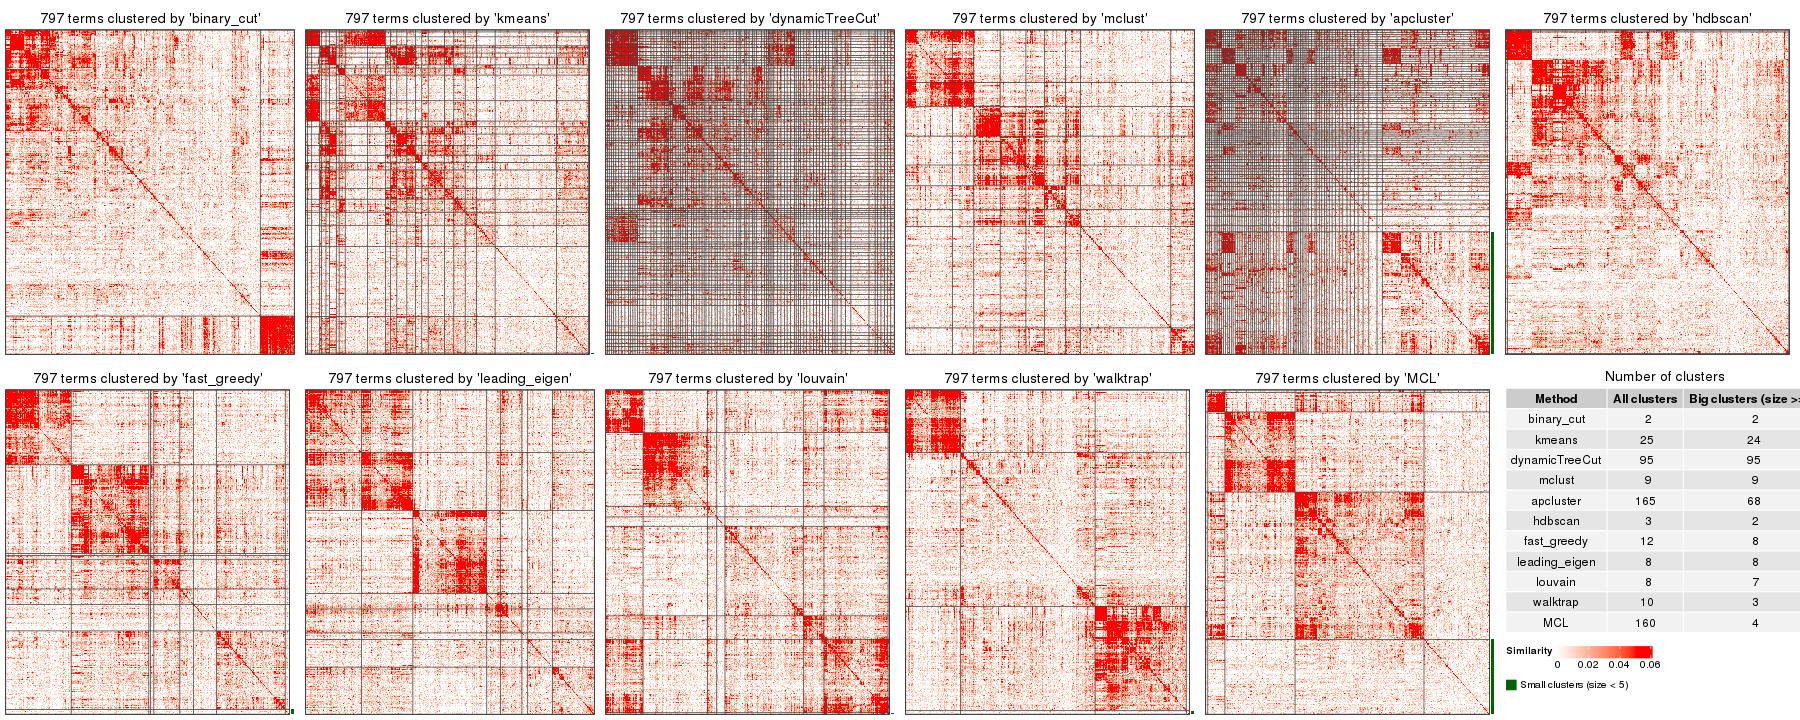 797 terms clustered by 'binary_cut'
797 terms clustered by 'kmeans'
797 terms clustered by 'dynamicTreeCut'
797 terms clustered by 'mclust'
797 terms clustered by 'apcluster'
797 terms clustered by 'hdbscan'
797 terms clustered by 'fast_greedy'
797 terms clustered by 'leading_eigen'
797 terms clustered by 'louvain'
797 terms clustered by 'walktrap'
797 terms clustered by 'MCL'
Number of clusters
Method All clusters Big clusters (size >=
binary_cut 2 2
kmeans 25 24
dynamicTreeCut 95 95
mclust 9 9
apcluster 165 68
hdbscan 3 2
fast_greedy 12 8
leading_eigen 8 8
louvain 8 7
walktrap 10 3
MCL 160 4
Similarity
0 0.02 0.04 0.06
Small clusters (size < 5)